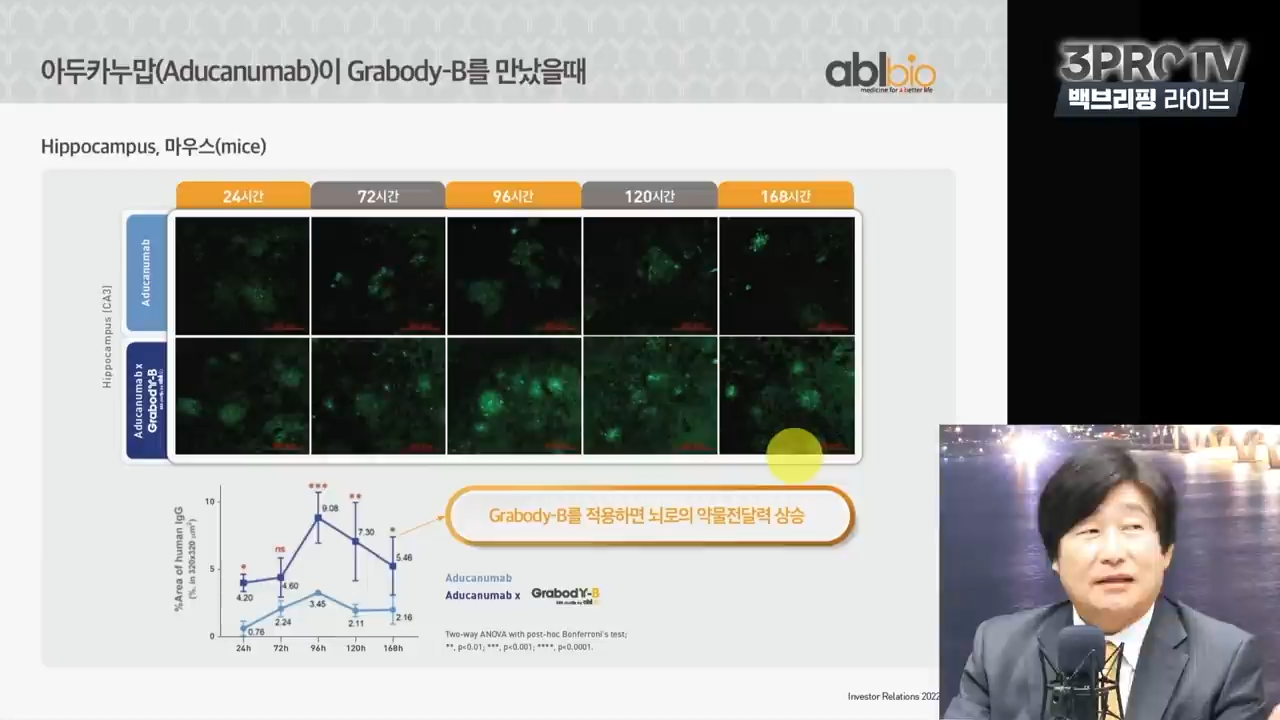 아두카누맙(Aducanumab)이 Grabody-B를 만났을때
ablbio
medicine for a better life
3PRO TV
백브리핑 라이브
Hippocampus, 마우스(mice)
24시간 72시간 96시간 120시간 168시간
Hippocampus (CA3)
Aducanumab
Aducanumab x
GrabodY-B
%Area of human IgG
(%, in 320x320 μm²)
10
5
0
*
ns
***
**
*
4.20
4.60
9.08
7.30
5.46
0.76
2.24
3.45
2.11
2.16
24h 72h 96h 120h 168h
Grabody-B를 적용하면 뇌로의 약물전달력 상승
Aducanumab
Aducanumab x GrabodY-B
Two-way ANOVA with post-hoc Bonferroni's test;
**, p<0.01; ***, p<0.001; ****, p<0.0001.
Investor Relations 2022